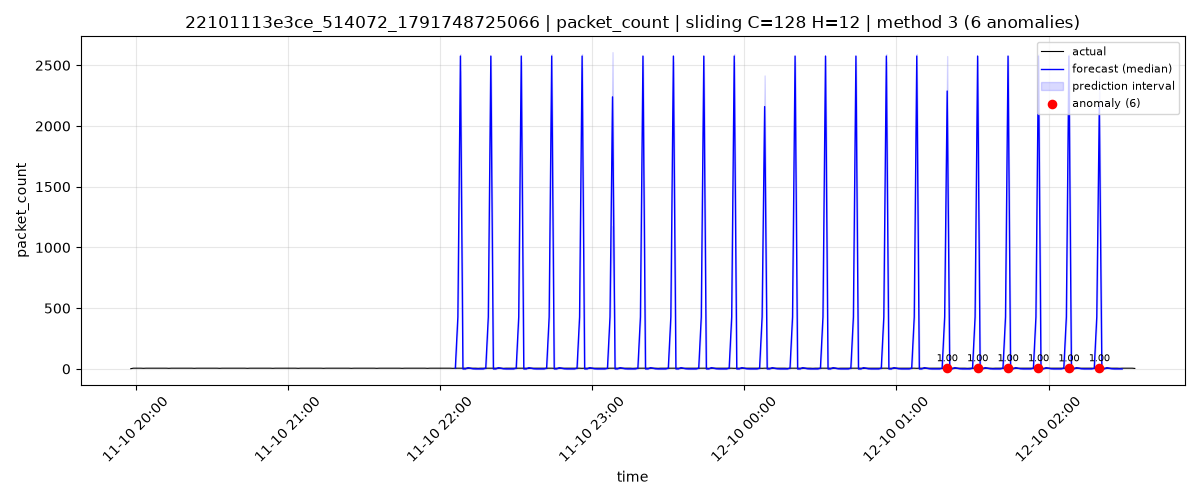 22101113e3ce_514072_1791748725066 | packet_count | sliding C=128 H=12 | method 3 (6 anomalies)
actual
forecast (median)
prediction interval
anomaly (6)
packet_count
2500
2000
1500
1000
500
0
1.00 1.00 1.00 1.00 1.00 1.00
11-10 20:00 11-10 21:00 11-10 22:00 11-10 23:00 12-10 00:00 12-10 01:00 12-10 02:00
time